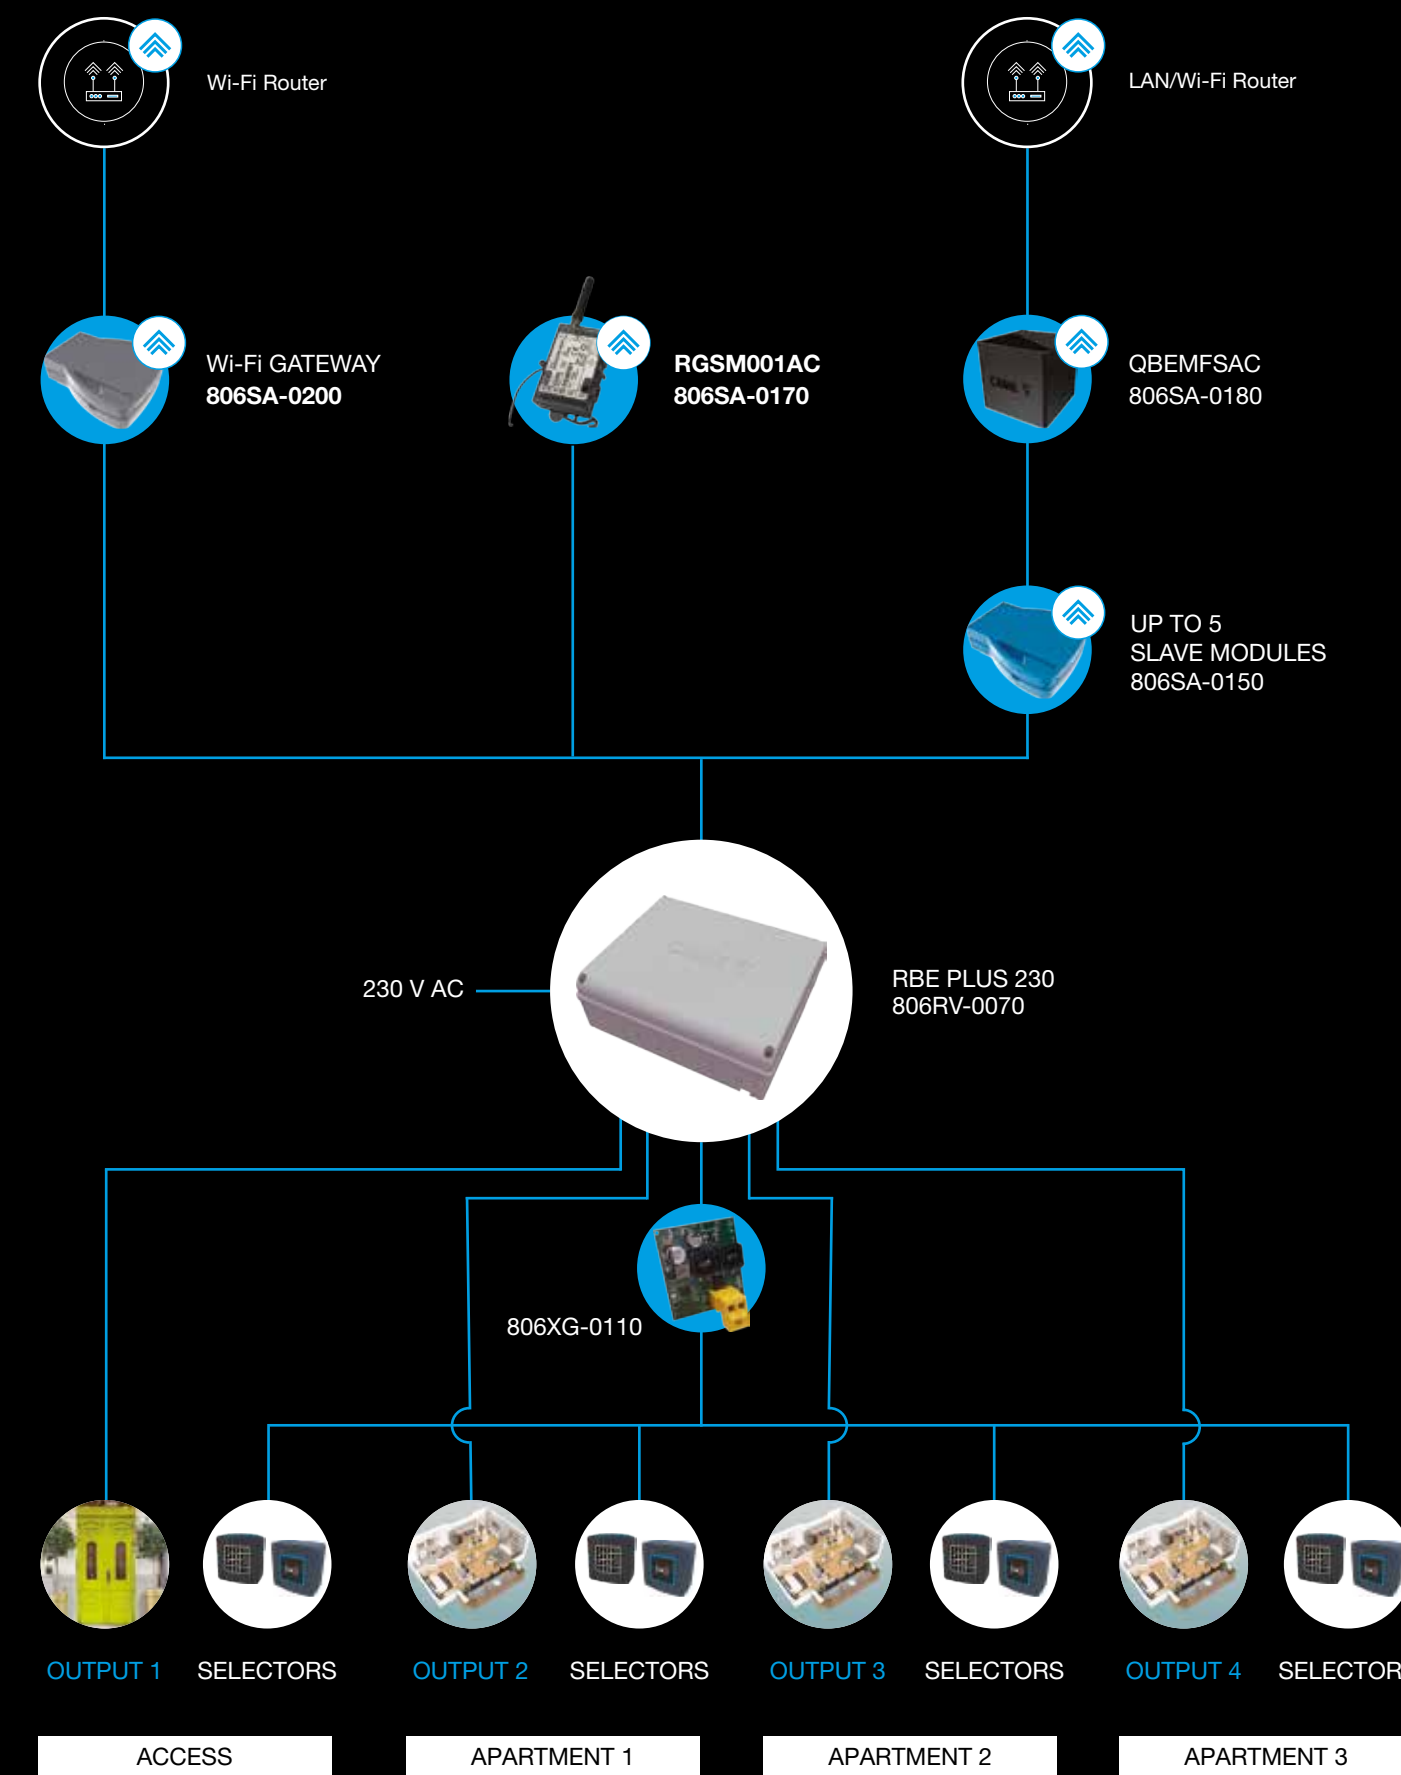 Wi-Fi Router
LAN/Wi-Fi Router
Wi-Fi GATEWAY
806SA-0200
RGSM001AC
806SA-0170
QBEMFSAC
806SA-0180
UP TO 5
SLAVE MODULES
806SA-0150
230 V AC
RBE PLUS 230
806RV-0070
806XG-0110
OUTPUT 1
SELECTORS
OUTPUT 2
SELECTORS
OUTPUT 3
SELECTORS
OUTPUT 4
SELECTOR
ACCESS
APARTMENT 1
APARTMENT 2
APARTMENT 3